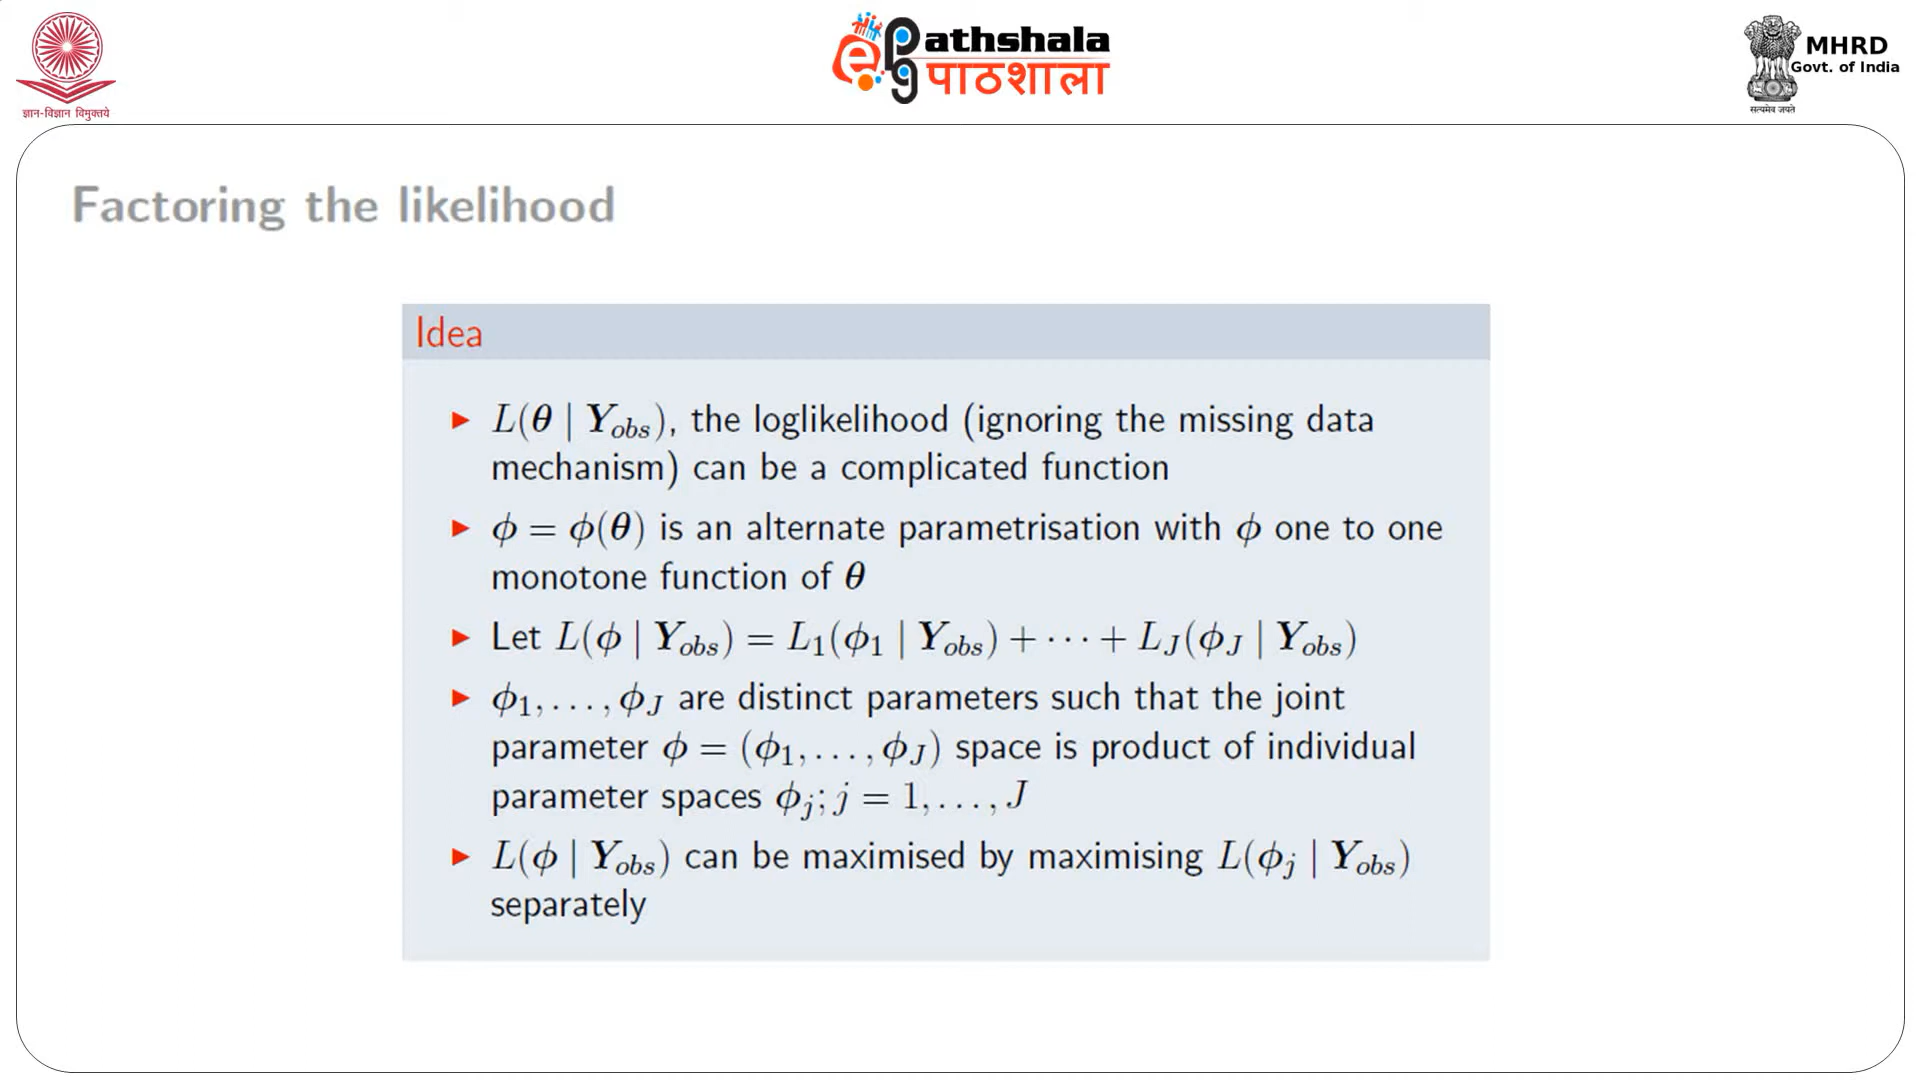 ज्ञान-विज्ञान विमुक्तये
ePathshala
पाठशाला
MHRD
Govt. of India
सत्यमेव जयते
Factoring the likelihood
Idea
► L(θ | Y_obs), the loglikelihood (ignoring the missing data
mechanism) can be a complicated function
► ϕ = ϕ(θ) is an alternate parametrisation with ϕ one to one
monotone function of θ
► Let L(ϕ | Y_obs) = L_1(ϕ_1 | Y_obs) + ··· + L_J(ϕ_J | Y_obs)
► ϕ_1, ..., ϕ_J are distinct parameters such that the joint
parameter ϕ = (ϕ_1, ..., ϕ_J) space is product of individual
parameter spaces ϕ_j; j = 1, ..., J
► L(ϕ | Y_obs) can be maximised by maximising L(ϕ_j | Y_obs)
separately